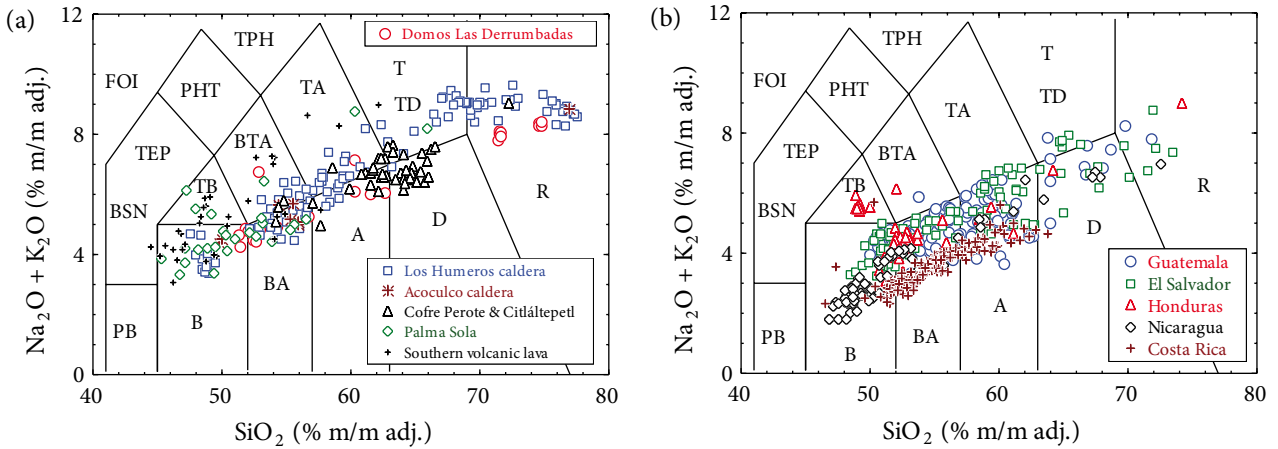 (a)
12
8
4
0
40
50
60
70
80
Na₂O + K₂O (% m/m adj.)
SiO₂ (% m/m adj.)
TPH
FOI
PHT
TA
T
TD
TEP
BTA
TB
BSN
R
D
A
BA
B
PB
Domos Las Derrumbadas
Los Humeros caldera
Acoculco caldera
Cofre Perote & Citláltepetl
Palma Sola
Southern volcanic lava
(b)
12
8
4
0
40
50
60
70
80
Na₂O + K₂O (% m/m adj.)
SiO₂ (% m/m adj.)
TPH
FOI
PHT
TA
T
TD
TEP
BTA
TB
BSN
R
D
A
BA
B
PB
Guatemala
El Salvador
Honduras
Nicaragua
Costa Rica